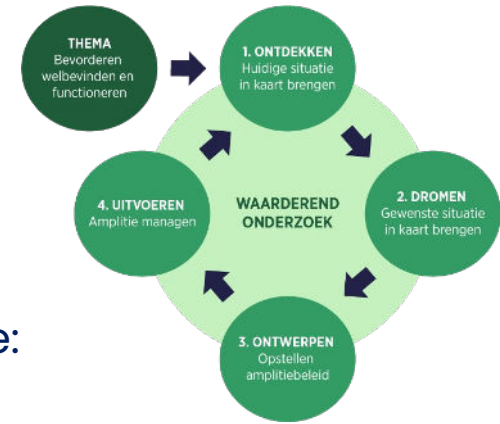 THEMA
Bevorderen
welbevinden en
functioneren
1. ONTDEKKEN
Huidige situatie
in kaart brengen
2. DROMEN
Gewenste situatie
in kaart brengen
3. ONTWERPEN
Opstellen
amplitiebeleid
4. UITVOEREN
Amplitie managen
WAARDEREND
ONDERZOEK
e: